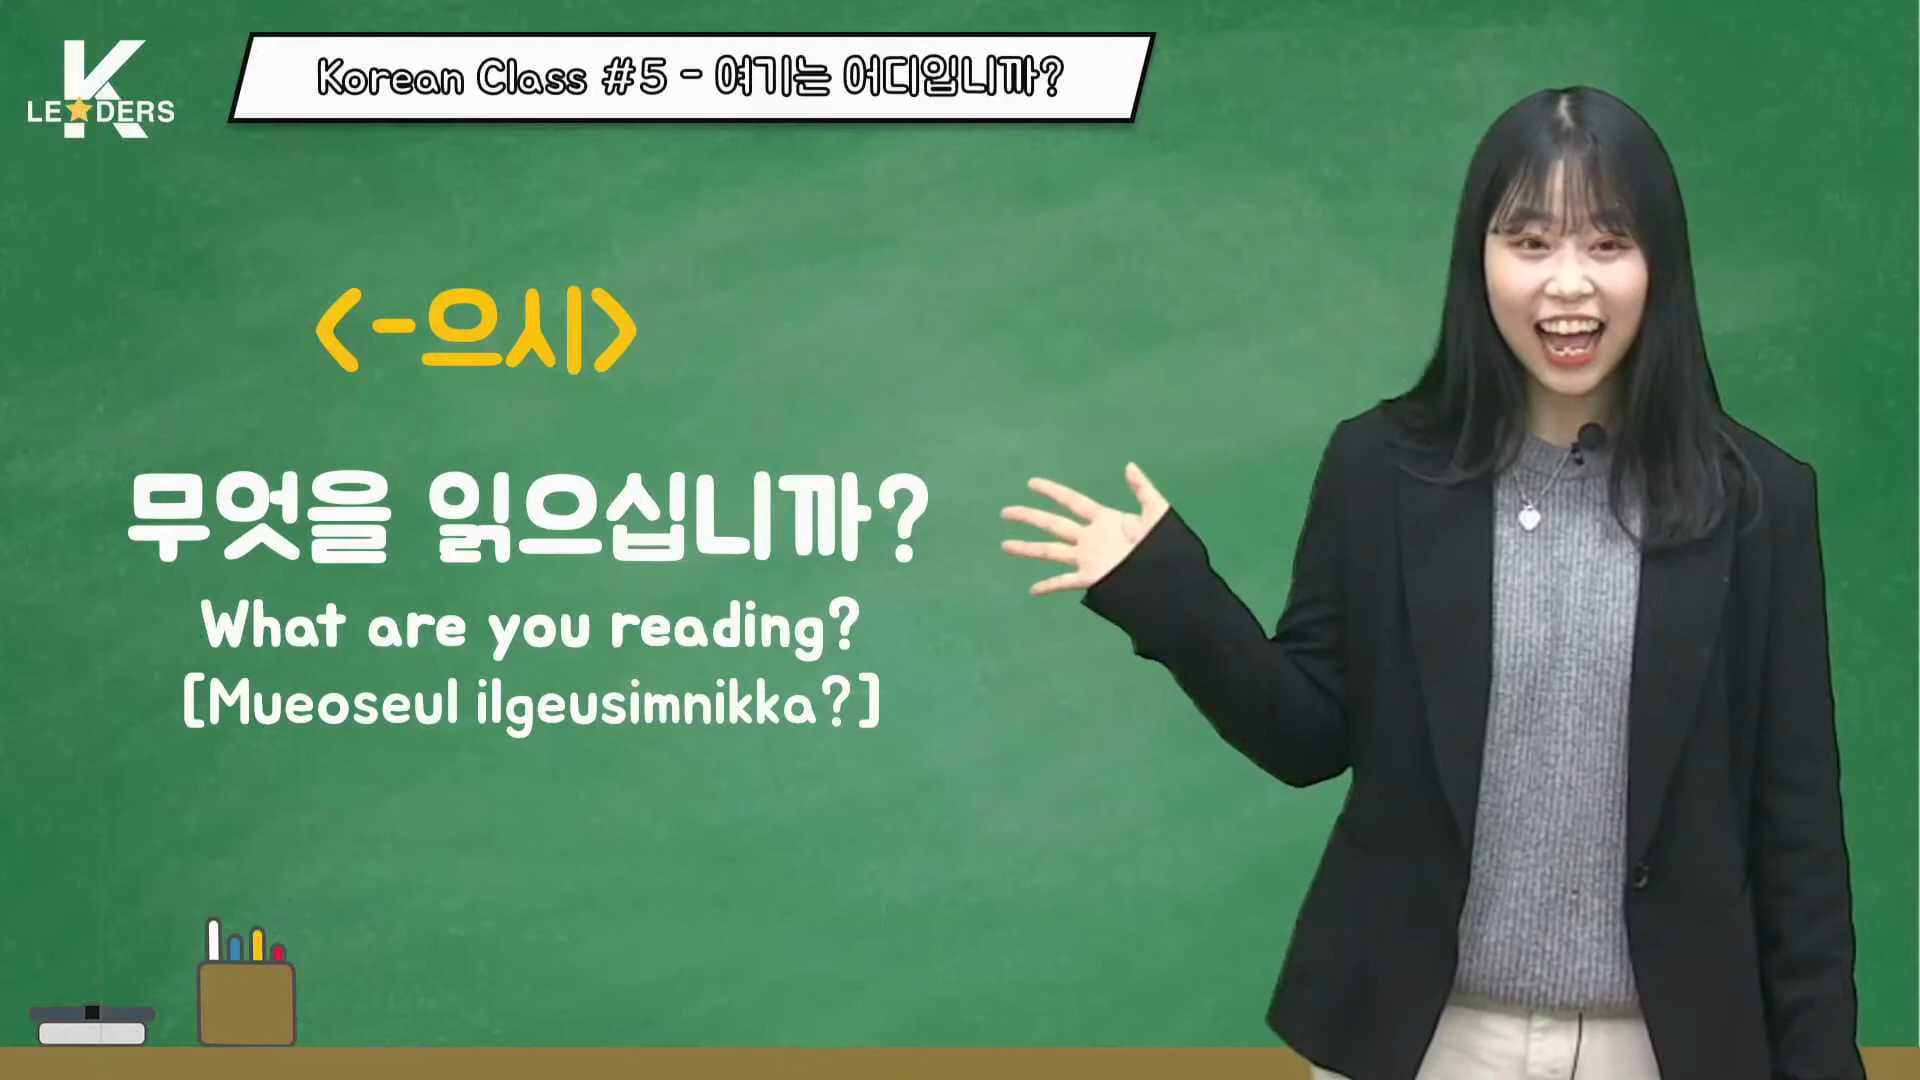 K
LEADERS
Korean Class #5 - 여기는 어디입니까?
<-으시>
무엇을 읽으십니까?
What are you reading?
[Mueoseul ilgeusimnikka?]